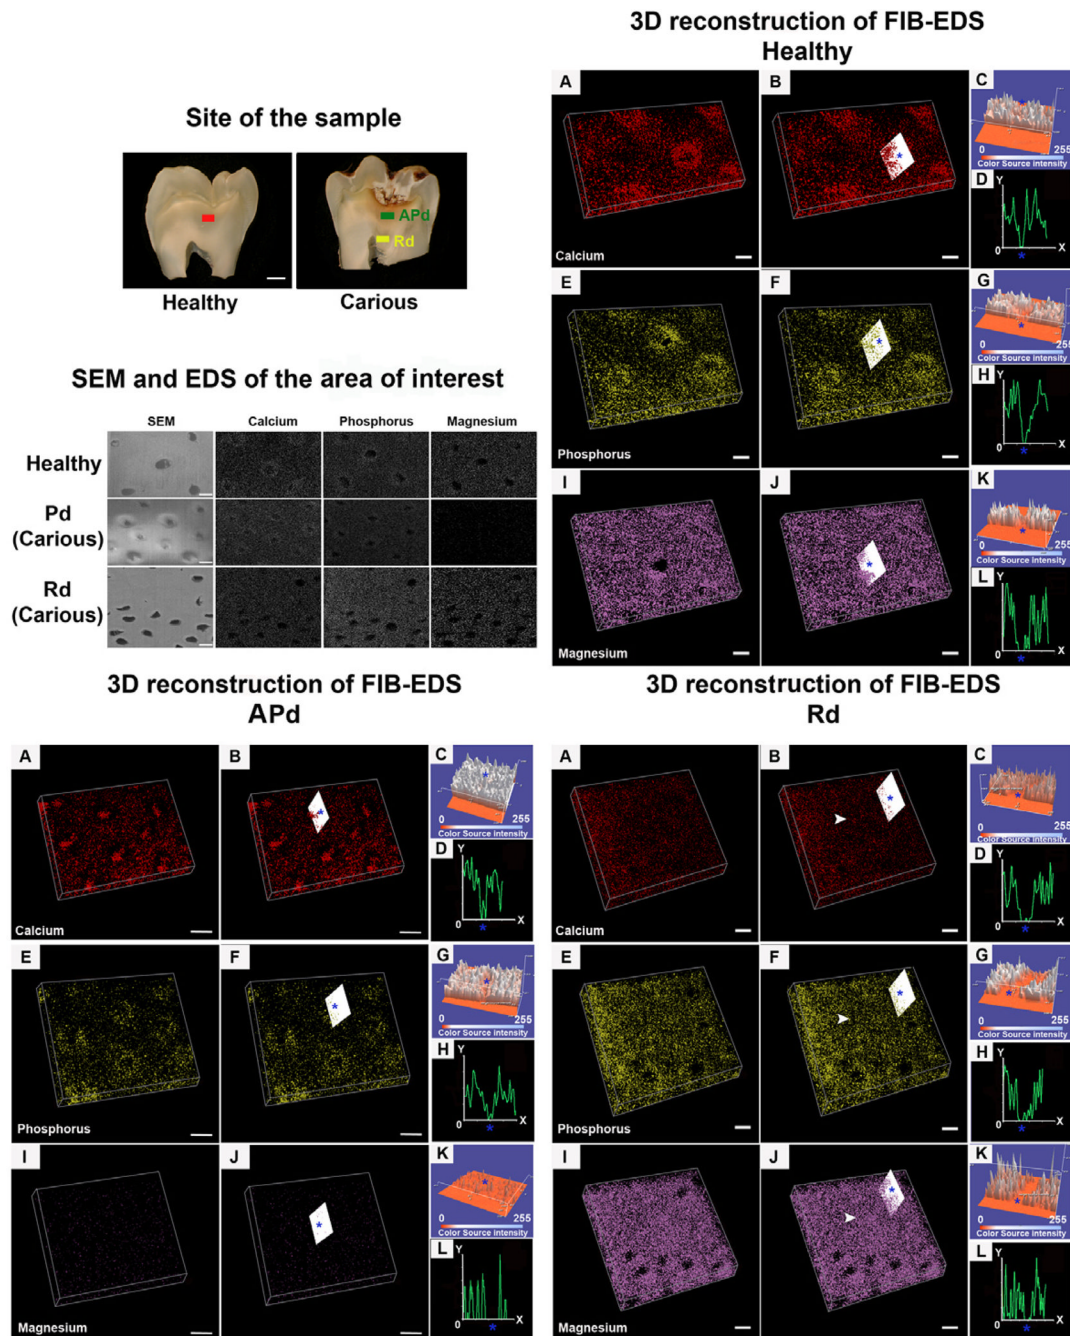 Site of the sample
APd
Rd
Healthy
Carious
SEM and EDS of the area of interest
SEM Calcium Phosphorus Magnesium
Healthy
Pd
(Carious)
Rd
(Carious)
3D reconstruction of FIB-EDS
Healthy
A
B
C
*
0 255
Color Source intensity
D
Y
X
0
*
Calcium
E
F
G
*
*
0 255
Color Source intensity
H
Y
X
0
*
Phosphorus
I
J
K
*
*
0 255
Color Source intensity
L
Y
X
0
*
Magnesium
3D reconstruction of FIB-EDS
APd
A
B
C
*
*
0 255
Color Source intensity
D
Y
X
0
*
Calcium
E
F
G
*
*
0 255
Color Source intensity
H
Y
X
0
*
Phosphorus
I
J
K
*
*
0 255
Color Source intensity
L
Y
X
0
*
Magnesium
3D reconstruction of FIB-EDS
Rd
A
B
C
*
*
0 255
Color Source intensity
D
Y
X
0
*
Calcium
E
F
G
*
*
0 255
Color Source intensity
H
Y
X
0
*
Phosphorus
I
J
K
*
*
0 255
Color Source intensity
L
Y
X
0
*
Magnesium